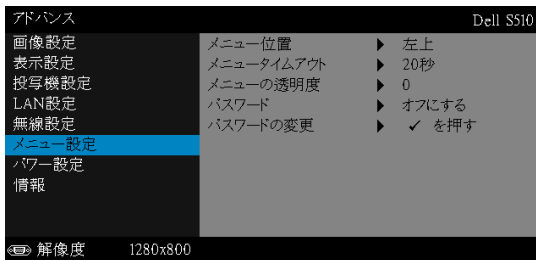 アドバンス Dell S510
画像設定
表示設定
投写機設定
LAN設定
無線設定
メニュー設定
パワー設定
情報
メニュー位置 左上
メニュータイムアウト 20秒
メニューの透明度 0
パスワード オフにする
パスワードの変更 ✓ を押す
解像度 1280x800